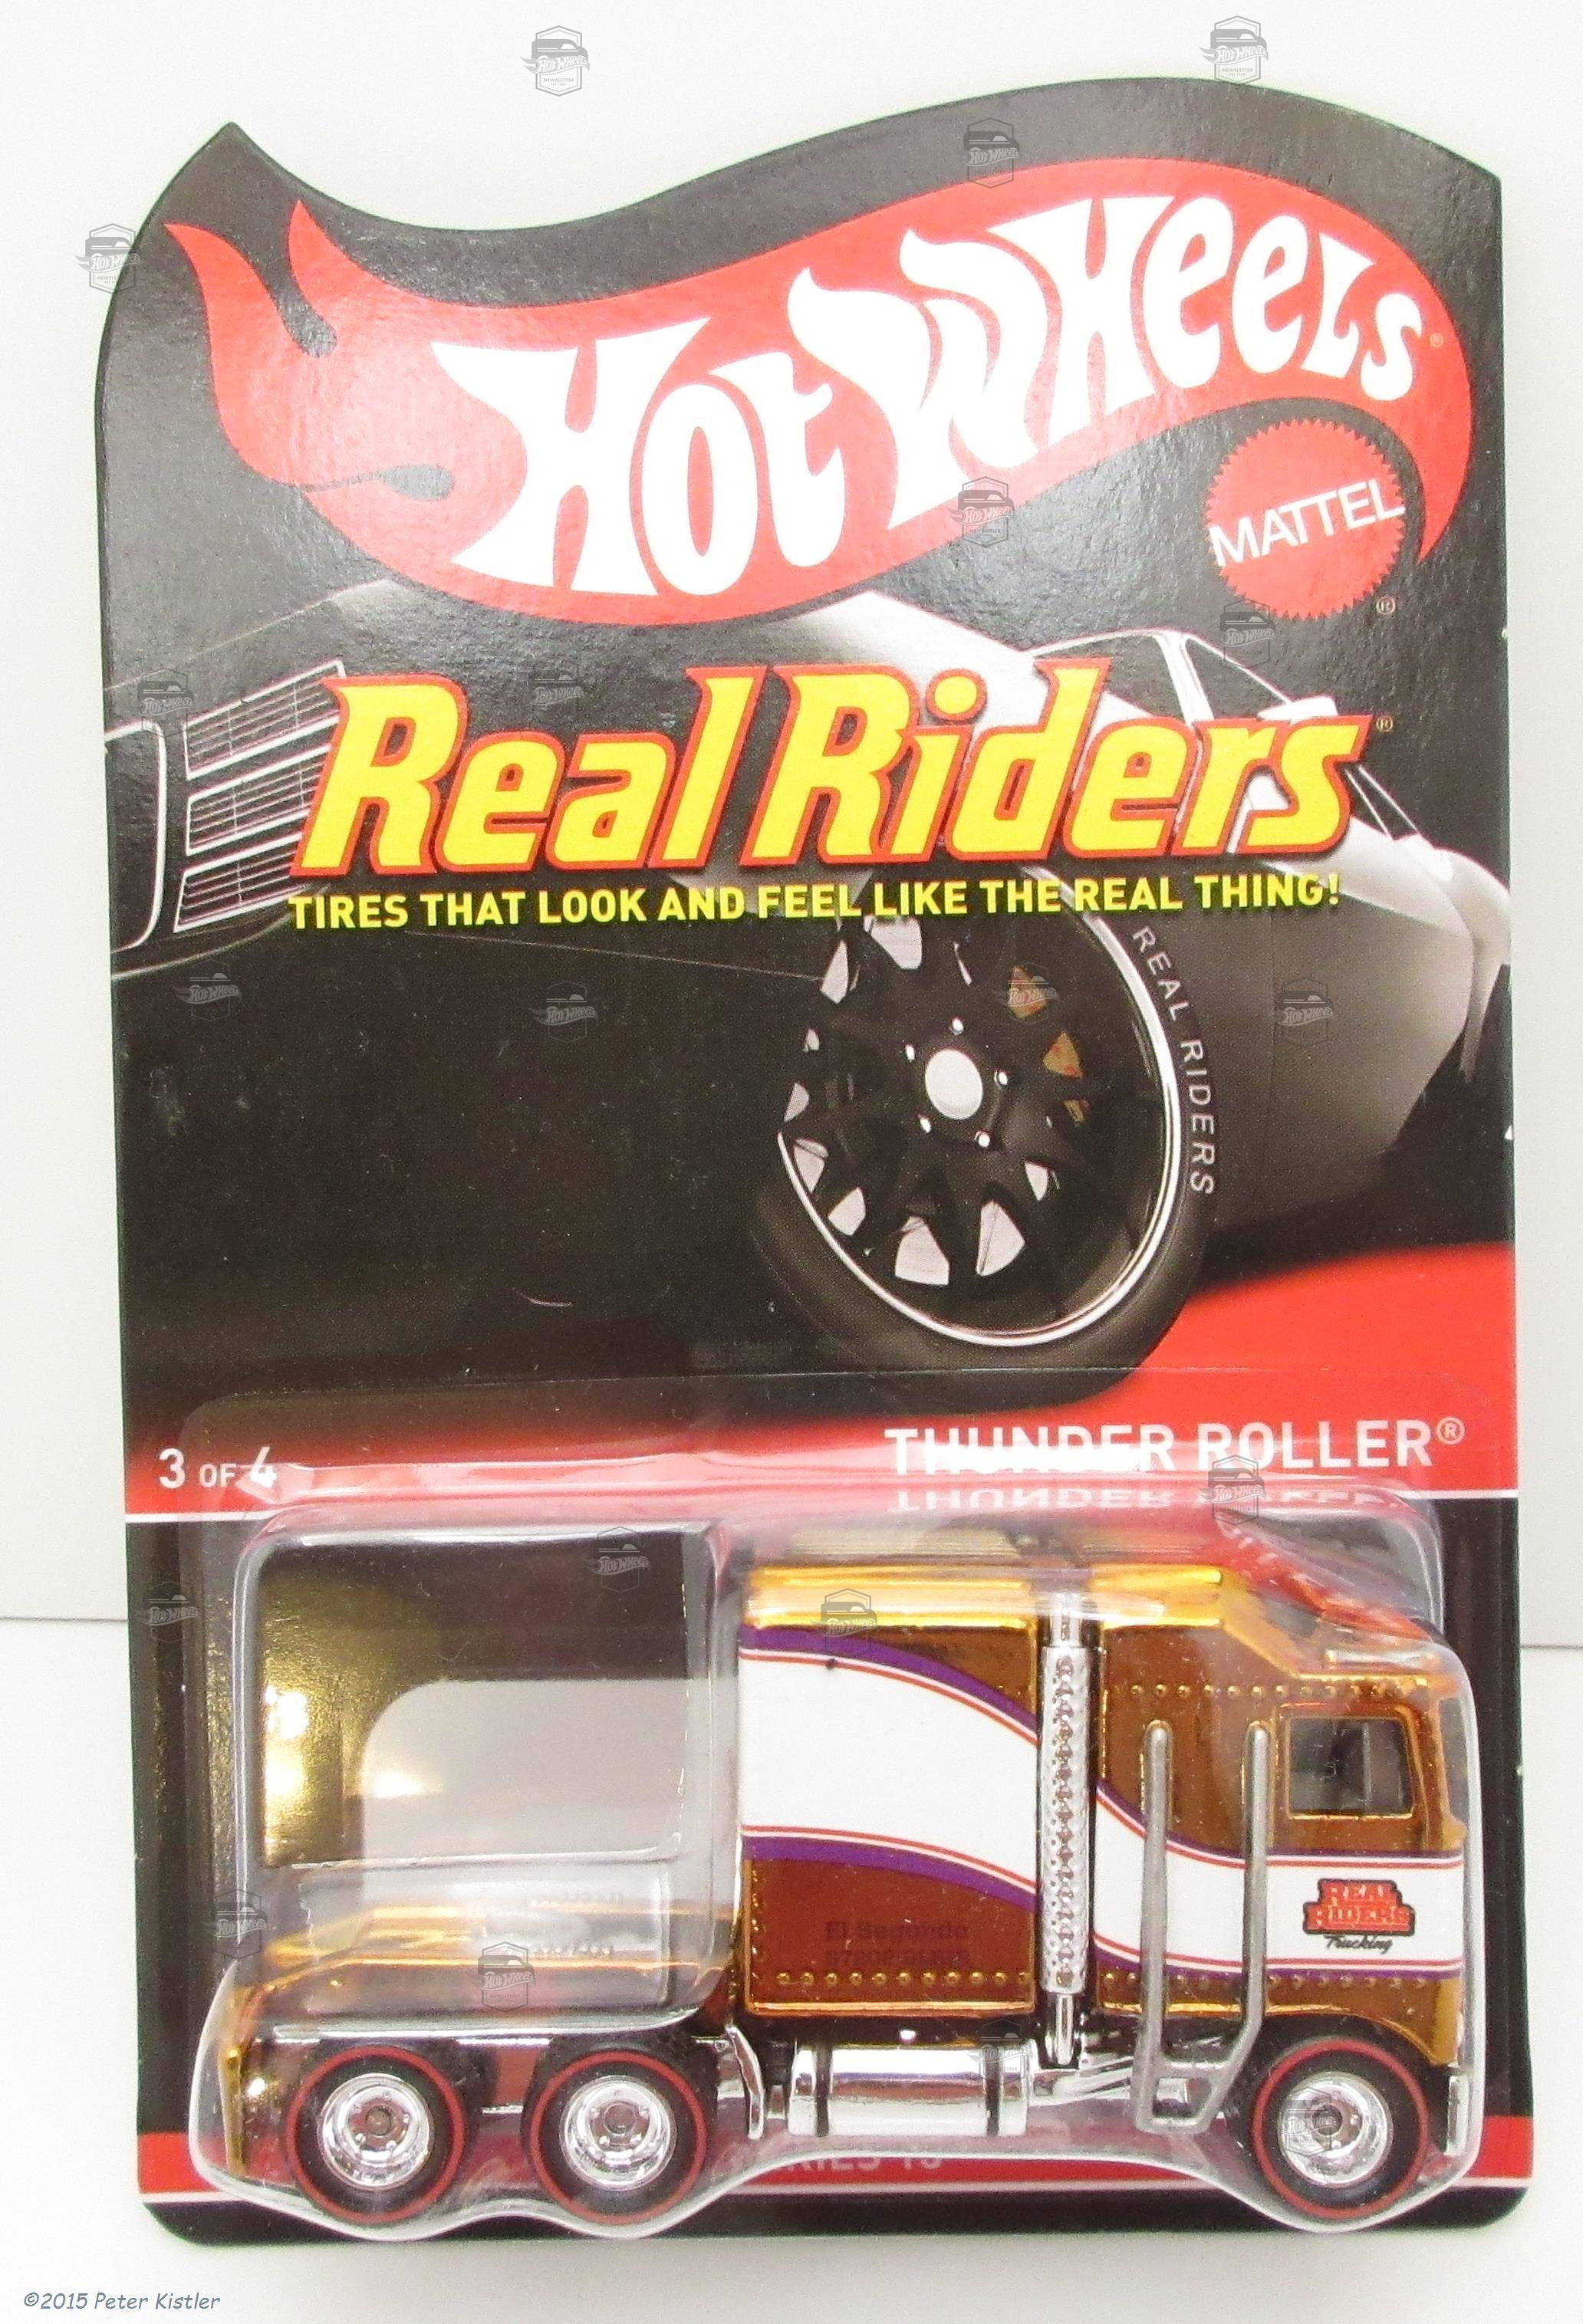 Hot Wheels®
MATTEL
®
Real Riders®
TIRES THAT LOOK AND FEEL LIKE THE REAL THING!
REAL RIDERS
3 OF 4
THUNDER ROLLER®
REAL
RIDERS
Trucking
El Segundo
©2015 Peter Kistler